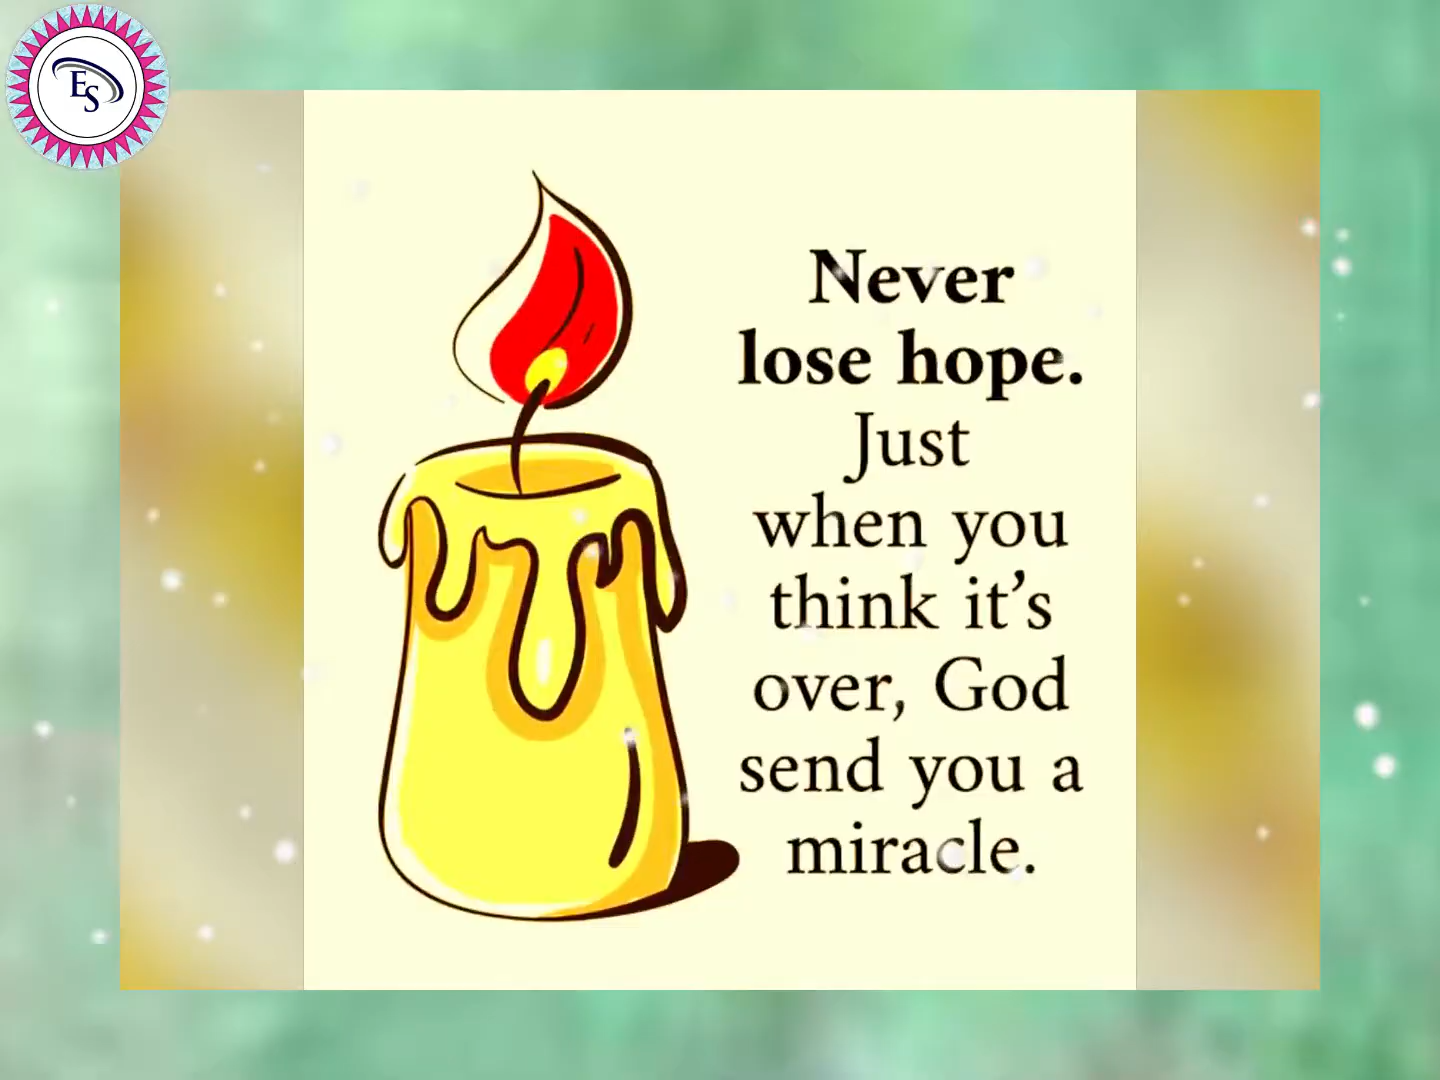 ES
Never
lose hope.
Just
when you
think it’s
over, God
send you a
miracle.